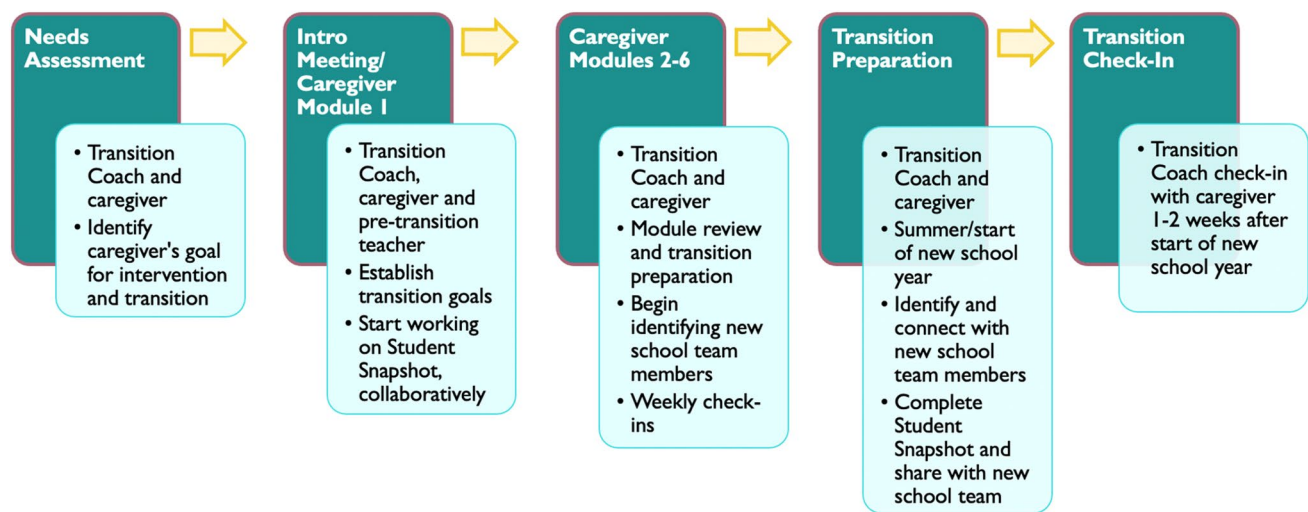 Needs
Assessment
• Transition
Coach and
caregiver
• Identify
caregiver's goal
for intervention
and transition
Intro
Meeting/
Caregiver
Module 1
• Transition
Coach,
caregiver and
pre-transition
teacher
• Establish
transition goals
• Start working
on Student
Snapshot,
collaboratively
Caregiver
Modules 2-6
• Transition
Coach and
caregiver
• Module review
and transition
preparation
• Begin
identifying new
school team
members
• Weekly check-
ins
Transition
Preparation
• Transition
Coach and
caregiver
• Summer/start
of new school
year
• Identify and
connect with
new school
team members
• Complete
Student
Snapshot and
share with new
school team
Transition
Check-In
• Transition
Coach check-in
with caregiver
1-2 weeks after
start of new
school year